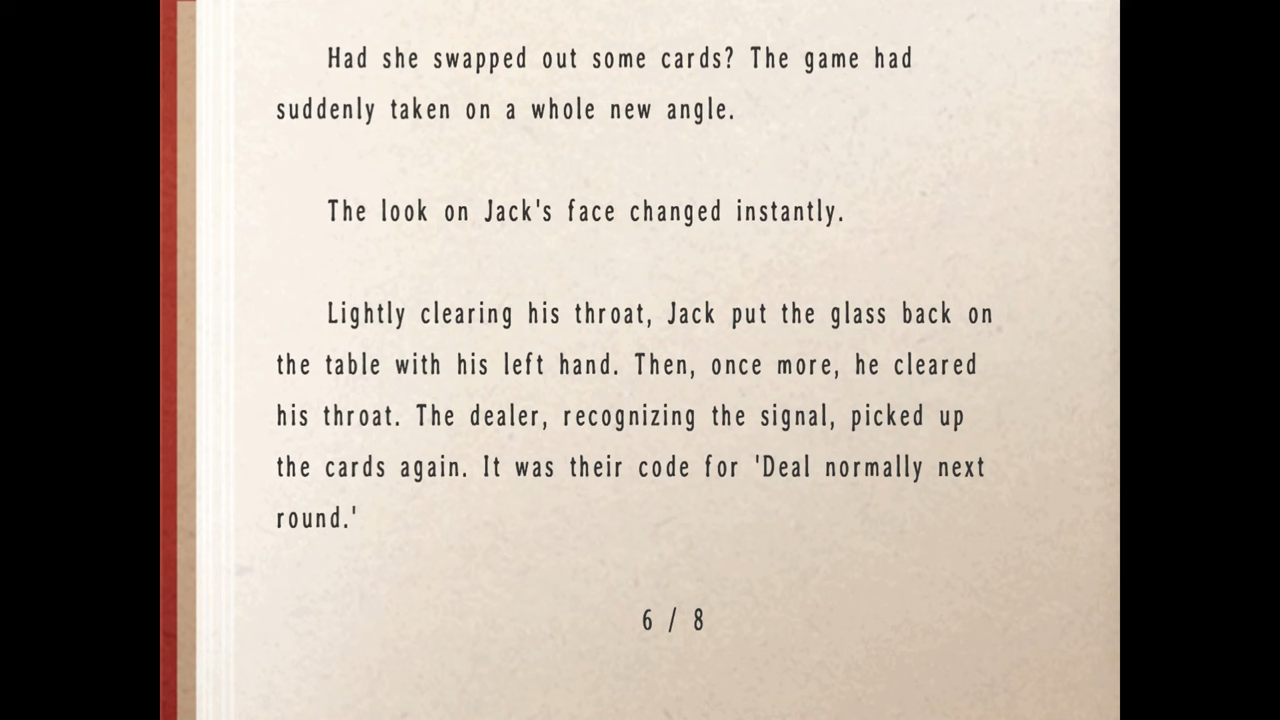 Had she swapped out some cards? The game had
suddenly taken on a whole new angle.
The look on Jack's face changed instantly.
Lightly clearing his throat, Jack put the glass back on
the table with his left hand. Then, once more, he cleared
his throat. The dealer, recognizing the signal, picked up
the cards again. It was their code for 'Deal normally next
round.'
6 / 8